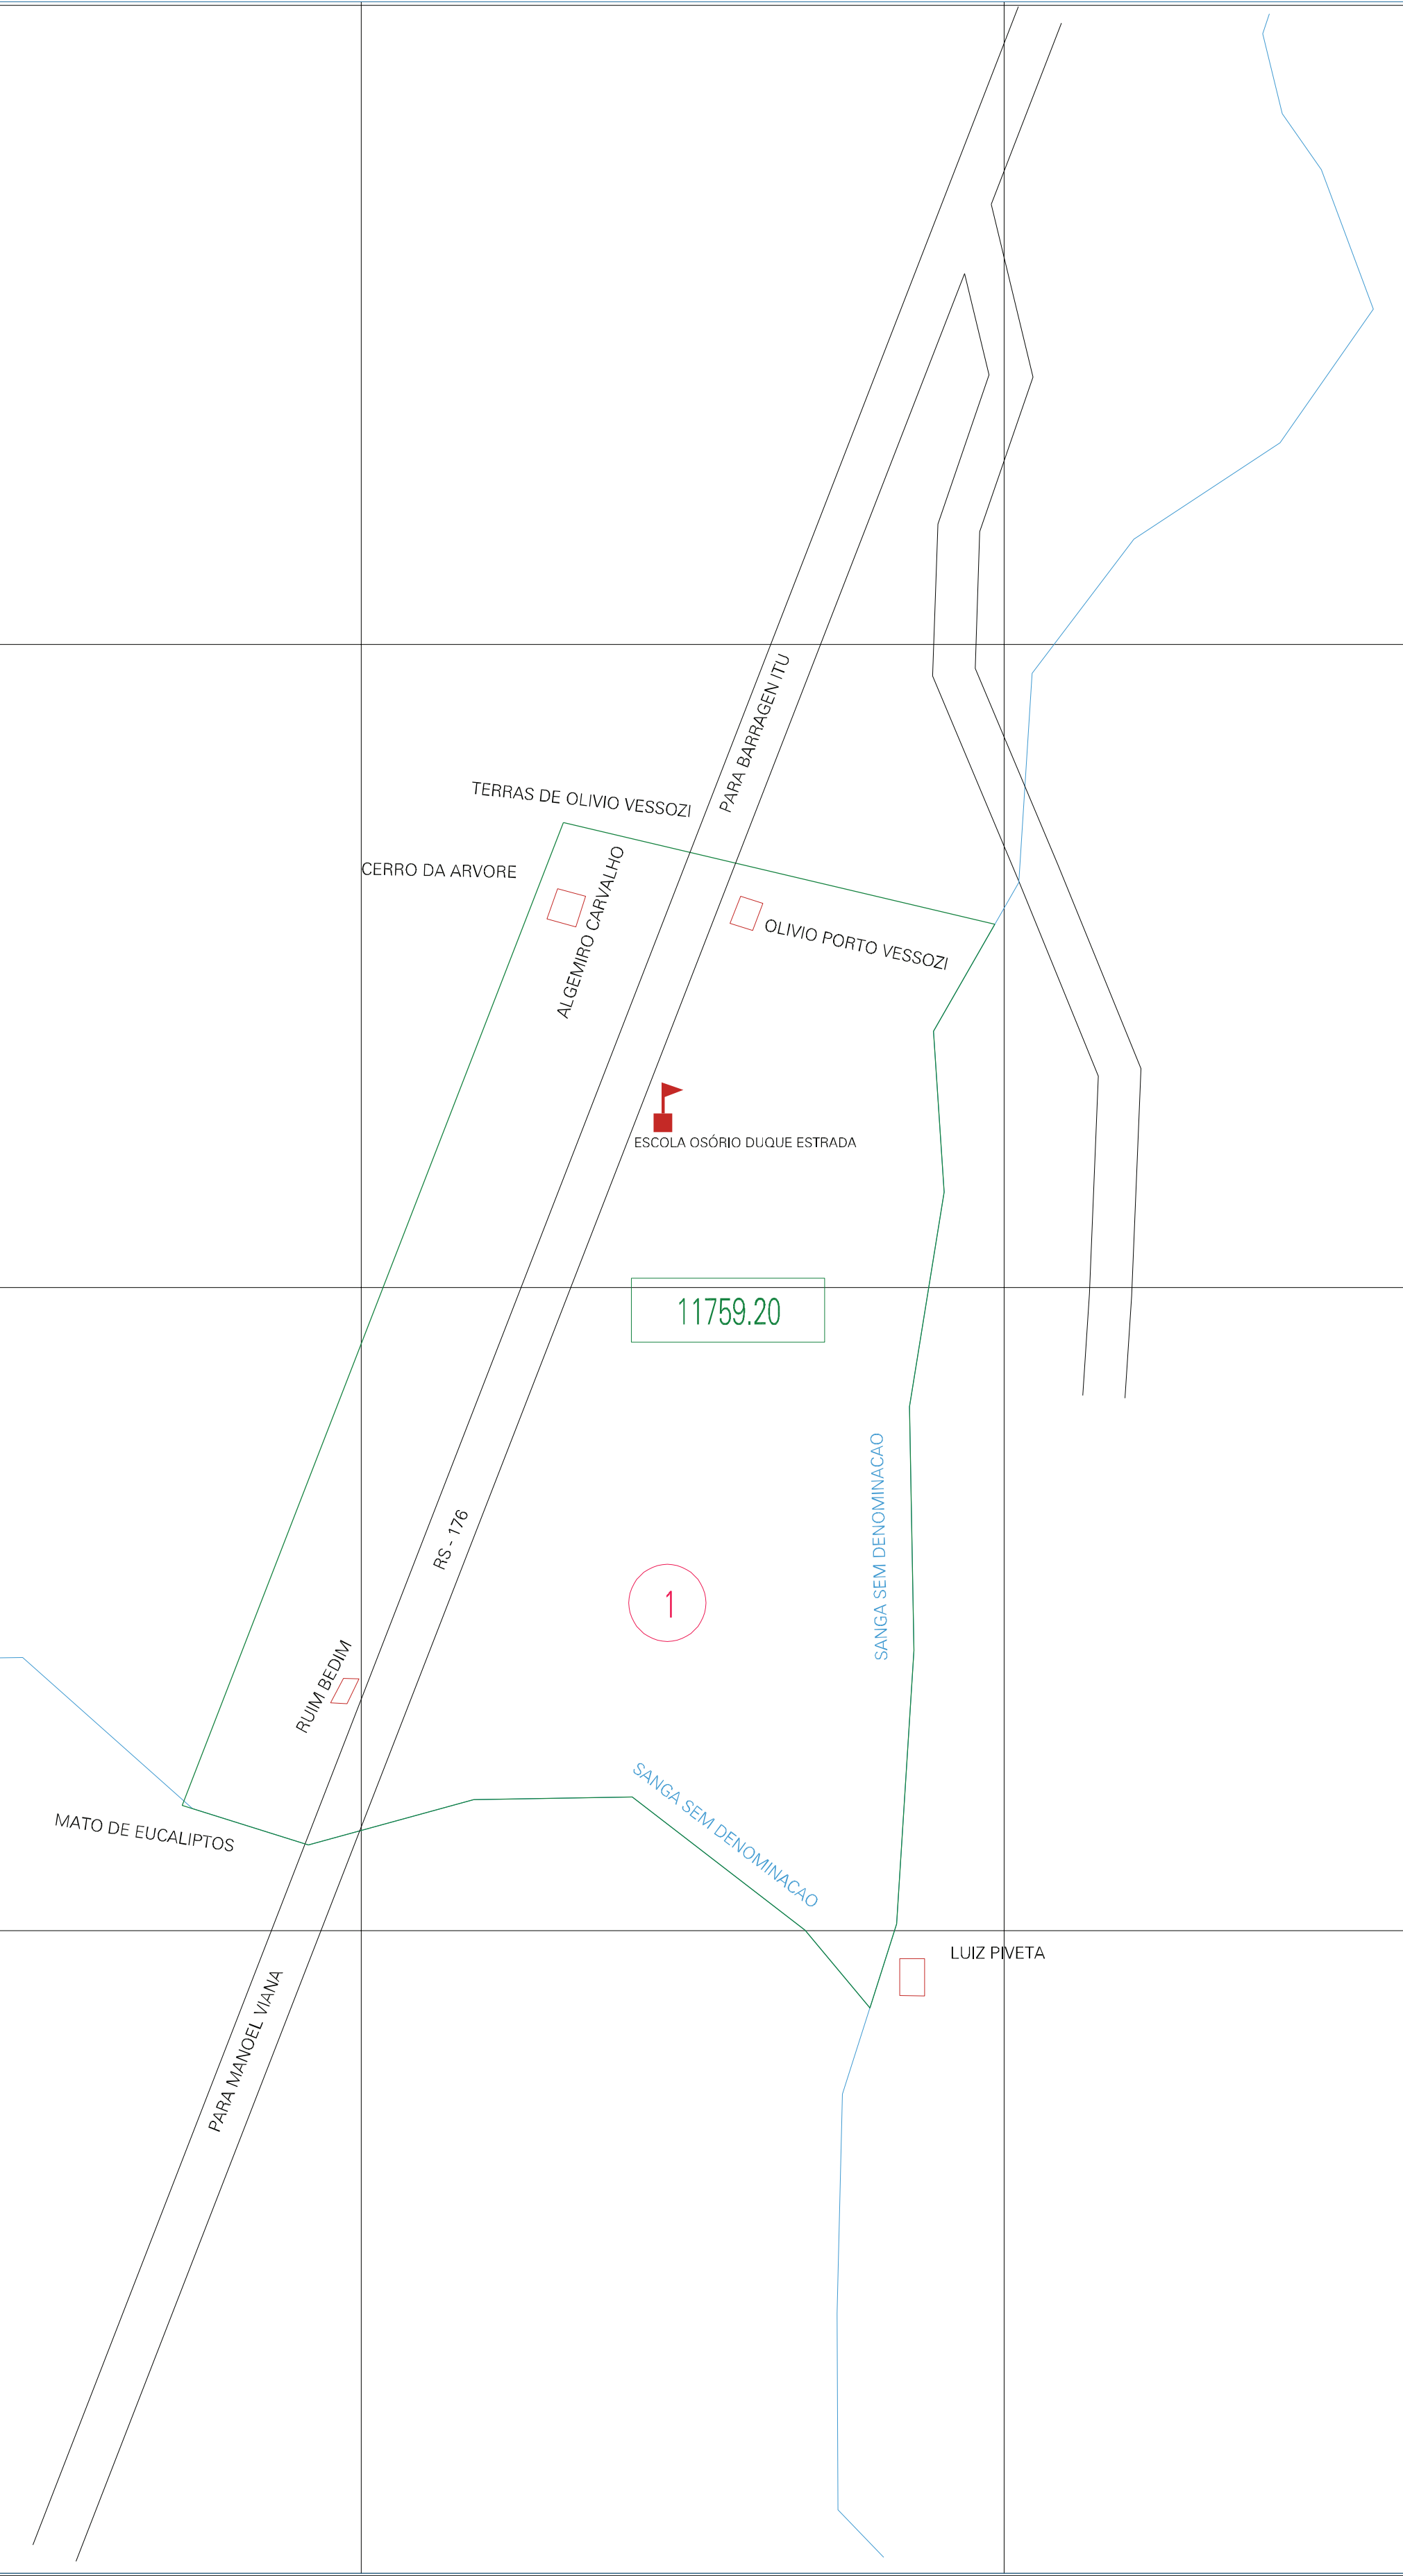 PARA BARRAGEN ITU
TERRAS DE OLIVIO VESSOZI
CERRO DA ARVORE
ALGEMIRO CARVALHO
OLIVIO PORTO VESSOZI
ESCOLA OSÓRIO DUQUE ESTRADA
11759.20
SANGA SEM DENOMINACAO
RS - 176
1
RUIM BEDIM
SANGA SEM DENOMINACAO
MATO DE EUCALIPTOS
LUIZ PIVETA
PARA MANOEL VIANA